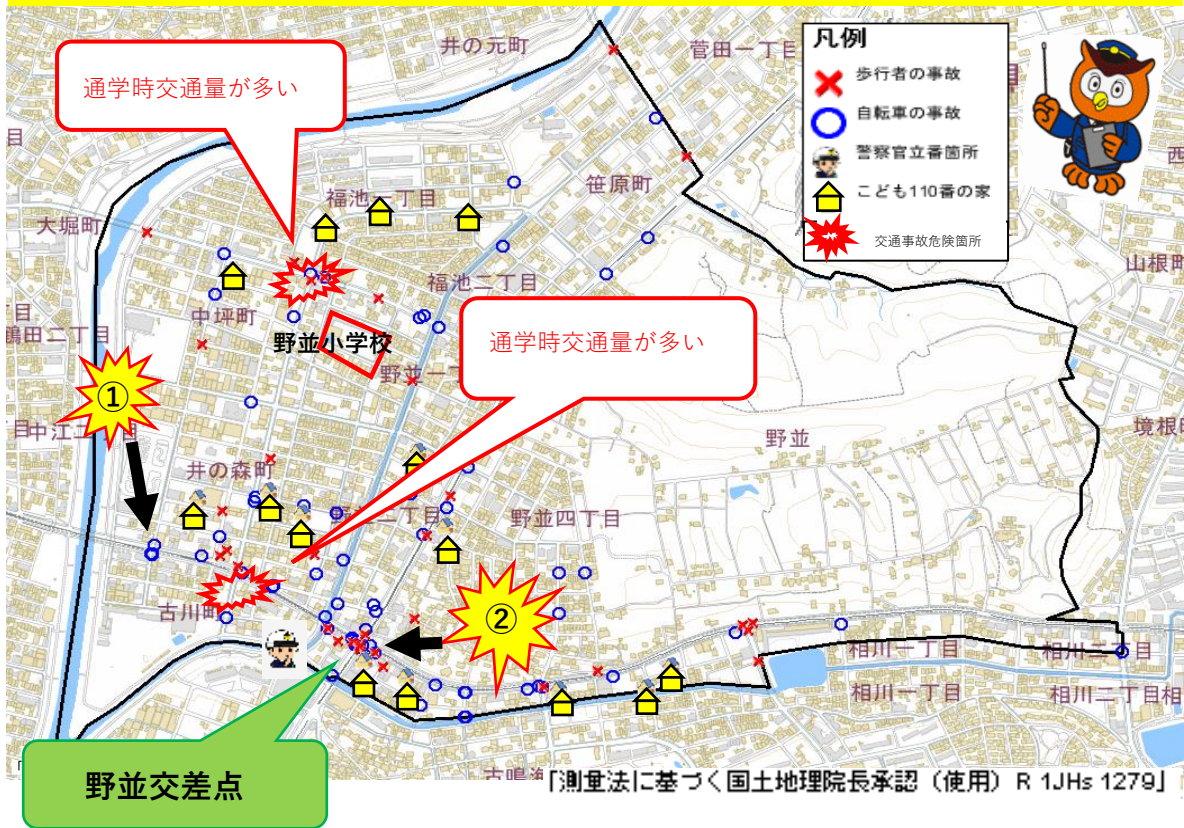 井の元町
菅田一丁目
凡例
歩行者の事故
自転車の事故
警察官立番箇所
こども110番の家
交通事故危険箇所
通学時交通量が多い
福池一丁目
笹原町
大堀町
山根町
福池二丁目
中坪町
鶴田二丁目
野並小学校
通学時交通量が多い
①
中江二丁目
野並
境根
井の森町
野並四丁目
②
古川町
相川一丁目
相川二丁目
相川一丁目
相川二丁目
野並交差点
古鳴海
「測量法に基づく国土地理院長承認（使用）R 1JHs 1279」